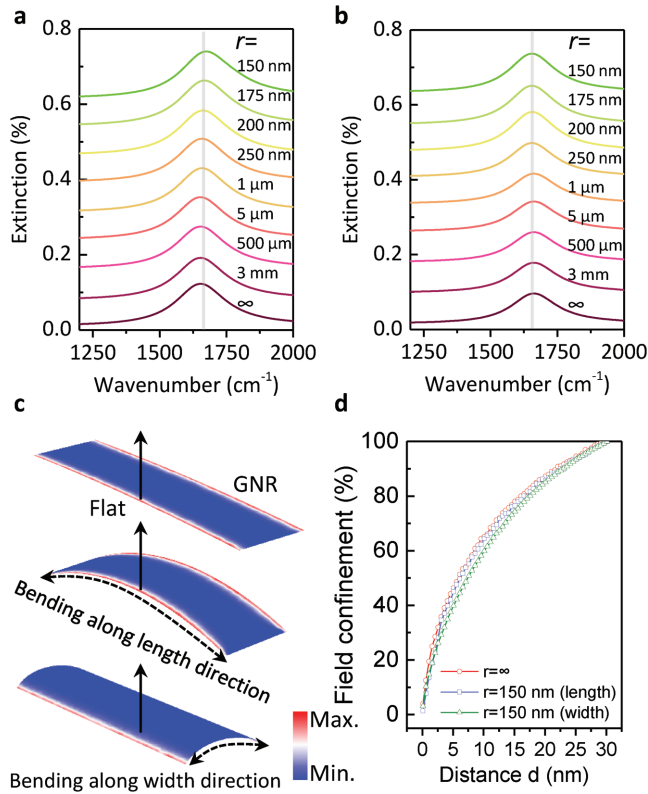 a
0.8
0.6
0.4
0.2
0.0
Extinction (%)
r=
150 nm
175 nm
200 nm
250 nm
1 μm
5 μm
500 μm
3 mm
∞
1250 1500 1750 2000
Wavenumber (cm⁻¹)
b
0.8
0.6
0.4
0.2
0.0
Extinction (%)
r=
150 nm
175 nm
200 nm
250 nm
1 μm
5 μm
500 μm
3 mm
∞
1250 1500 1750 2000
Wavenumber (cm⁻¹)
c
GNR
Flat
Bending along length direction
Bending along width direction
Max.
Min.
d
100
80
60
40
20
0
Field confinement (%)
r=∞
r=150 nm (length)
r=150 nm (width)
0 5 10 15 20 25 30
Distance d (nm)